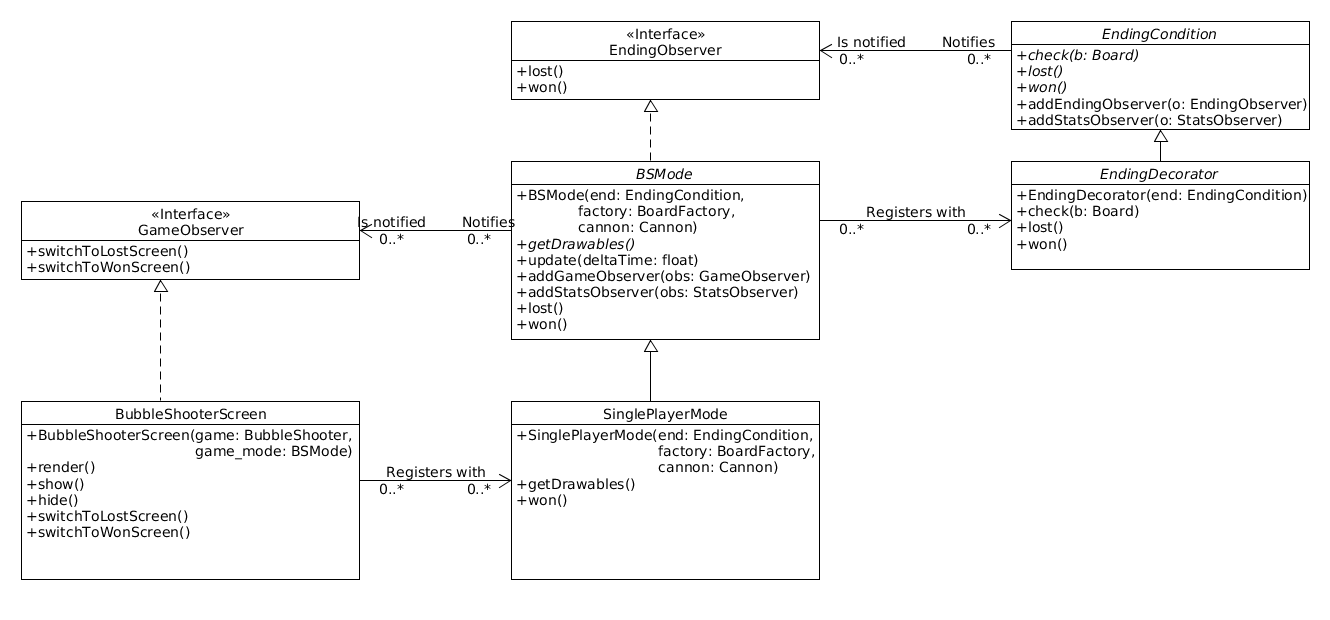 «Interface»
EndingObserver
+lost()
+won()
Is notified
Notifies
0..*
0..*
EndingCondition
+check(b: Board)
+lost()
+won()
+addEndingObserver(o: EndingObserver)
+addStatsObserver(o: StatsObserver)
«Interface»
GameObserver
+switchToLostScreen()
+switchToWonScreen()
Is notified
Notifies
0..*
0..*
BSMode
+BSMode(end: EndingCondition,
factory: BoardFactory,
cannon: Cannon)
+getDrawables()
+update(deltaTime: float)
+addGameObserver(obs: GameObserver)
+addStatsObserver(obs: StatsObserver)
+lost()
+won()
Registers with
0..*
0..*
EndingDecorator
+EndingDecorator(end: EndingCondition)
+check(b: Board)
+lost()
+won()
BubbleShooterScreen
+BubbleShooterScreen(game: BubbleShooter,
game_mode: BSMode)
+render()
+show()
+hide()
+switchToLostScreen()
+switchToWonScreen()
Registers with
0..*
0..*
SinglePlayerMode
+SinglePlayerMode(end: EndingCondition,
factory: BoardFactory,
cannon: Cannon)
+getDrawables()
+won()